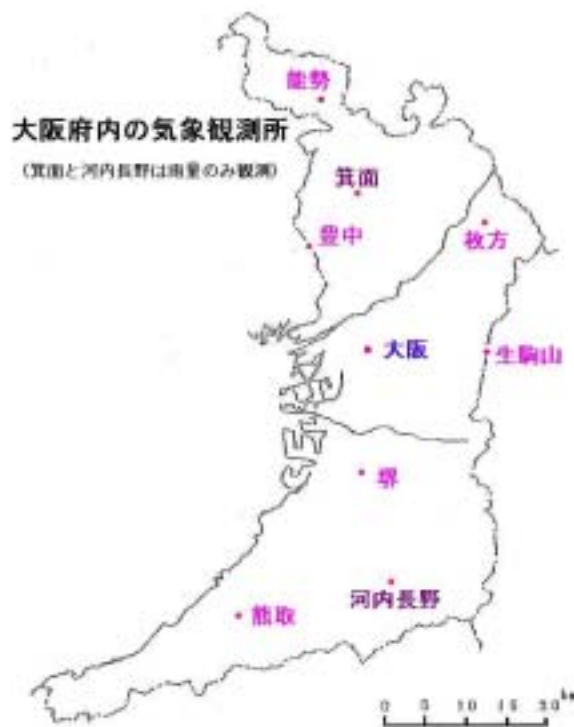 能勢
大阪府内の気象観測所
(箕面と河内長野は雨量のみ観測)
箕面
豊中
枚方
大阪
生駒山
堺
河内長野
熊取
0 5 10 15 20 km